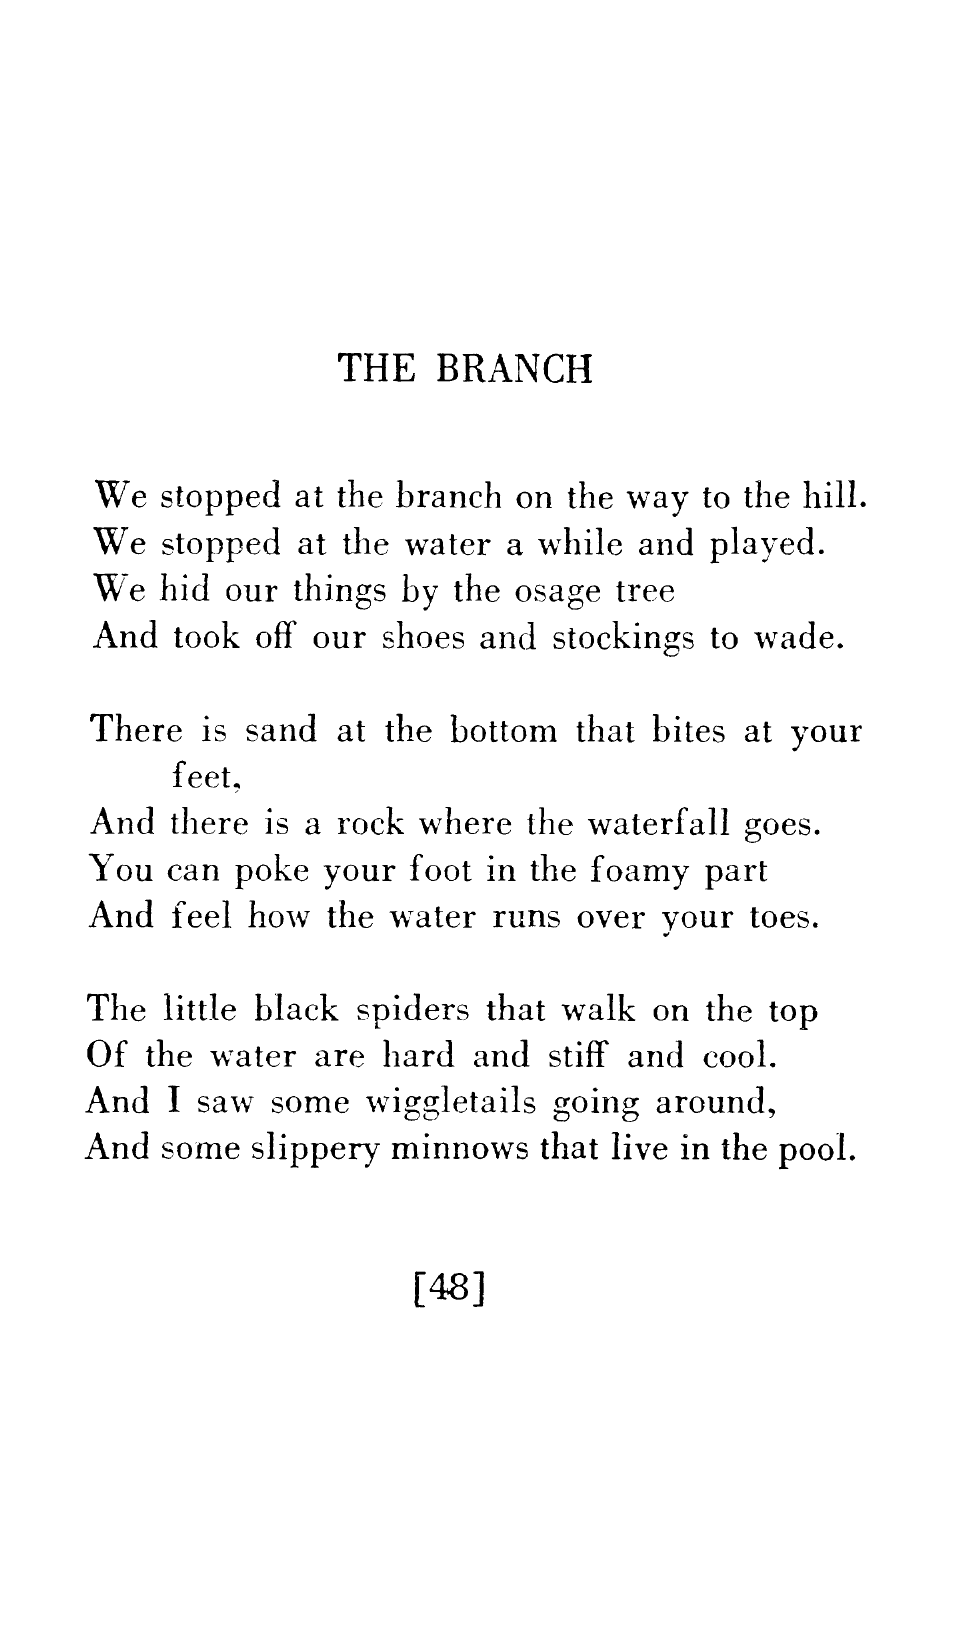 THE BRANCH
We stopped at the branch on the way to the hill.
We stopped at the water a while and played.
We hid our things by the osage tree
And took off our shoes and stockings to wade.
There is sand at the bottom that bites at your
feet,
And there is a rock where the waterfall goes.
You can poke your foot in the foamy part
And feel how the water runs over your toes.
The little black spiders that walk on the top
Of the water are hard and stiff and cool.
And I saw some wiggletails going around,
And some slippery minnows that live in the pool.
[48]